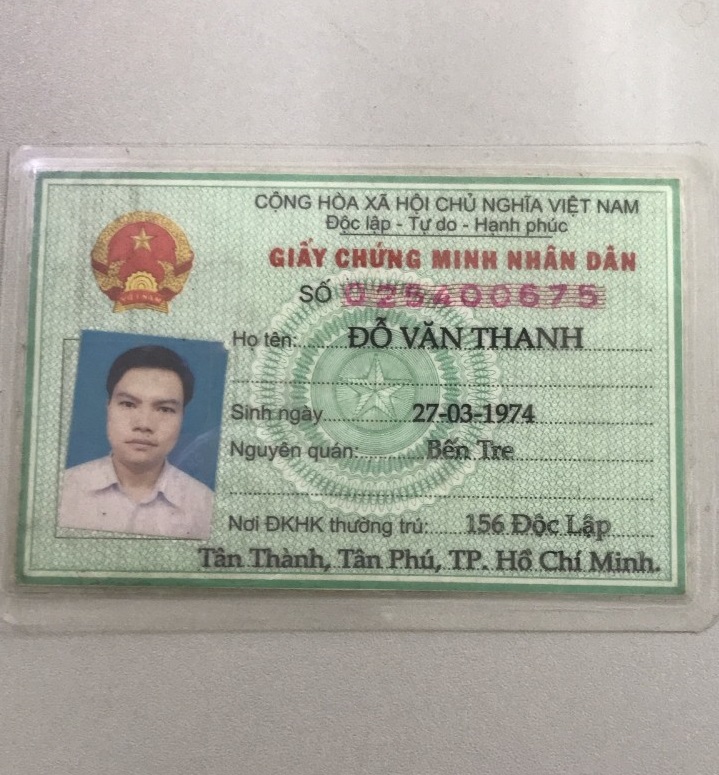 CỘNG HÒA XÃ HỘI CHỦ NGHĨA VIỆT NAM
Độc lập - Tự do - Hạnh phúc
GIẤY CHỨNG MINH NHÂN DÂN
SỐ 025400675
VIỆT NAM
Họ tên: ĐỖ VĂN THANH
Sinh ngày 27-03-1974
Nguyên quán: Bến Tre
Nơi ĐKHK thường trú: 156 Độc Lập
Tân Thành, Tân Phú, TP. Hồ Chí Minh.